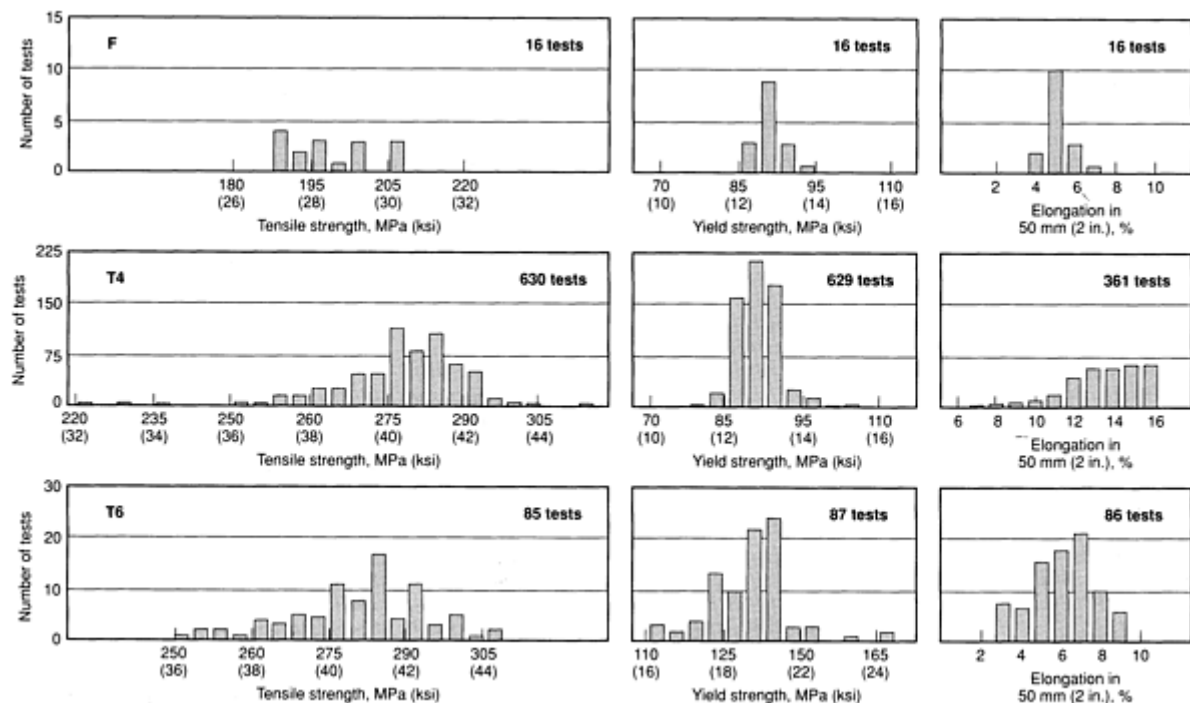 15
10
5
0
Number of tests
F
16 tests
180 195 205 220
(26) (28) (30) (32)
Tensile strength, MPa (ksi)
16 tests
70 85 95 110
(10) (12) (14) (16)
Yield strength, MPa (ksi)
16 tests
2 4 6 8 10
Elongation in
50 mm (2 in.), %
225
150
75
0
Number of tests
T4
630 tests
220 235 250 260 275 290 305
(32) (34) (36) (38) (40) (42) (44)
Tensile strength, MPa (ksi)
629 tests
70 85 95 110
(10) (12) (14) (16)
Yield strength, MPa (ksi)
361 tests
6 8 10 12 14 16
Elongation in
50 mm (2 in.), %
30
20
10
0
Number of tests
T6
85 tests
250 260 275 290 305
(36) (38) (40) (42) (44)
Tensile strength, MPa (ksi)
87 tests
110 125 150 165
(16) (18) (22) (24)
Yield strength, MPa (ksi)
86 tests
2 4 6 8 10
Elongation in
50 mm (2 in.), %